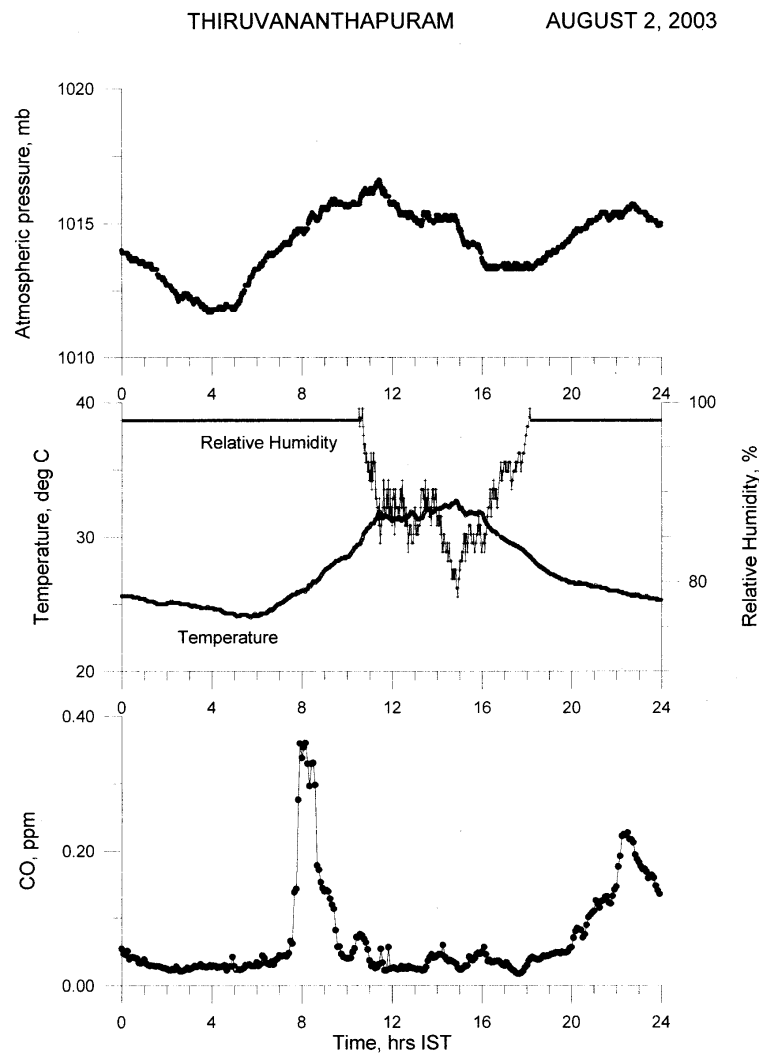 THIRUVANANTHAPURAM AUGUST 2, 2003
Atmospheric pressure, mb
1020
1015
1010
0 4 8 12 16 20 24
Temperature, deg C
40
30
20
Relative Humidity
Temperature
100
80
Relative Humidity, %
0 4 8 12 16 20 24
CO, ppm
0.40
0.20
0.00
0 4 8 12 16 20 24
Time, hrs IST